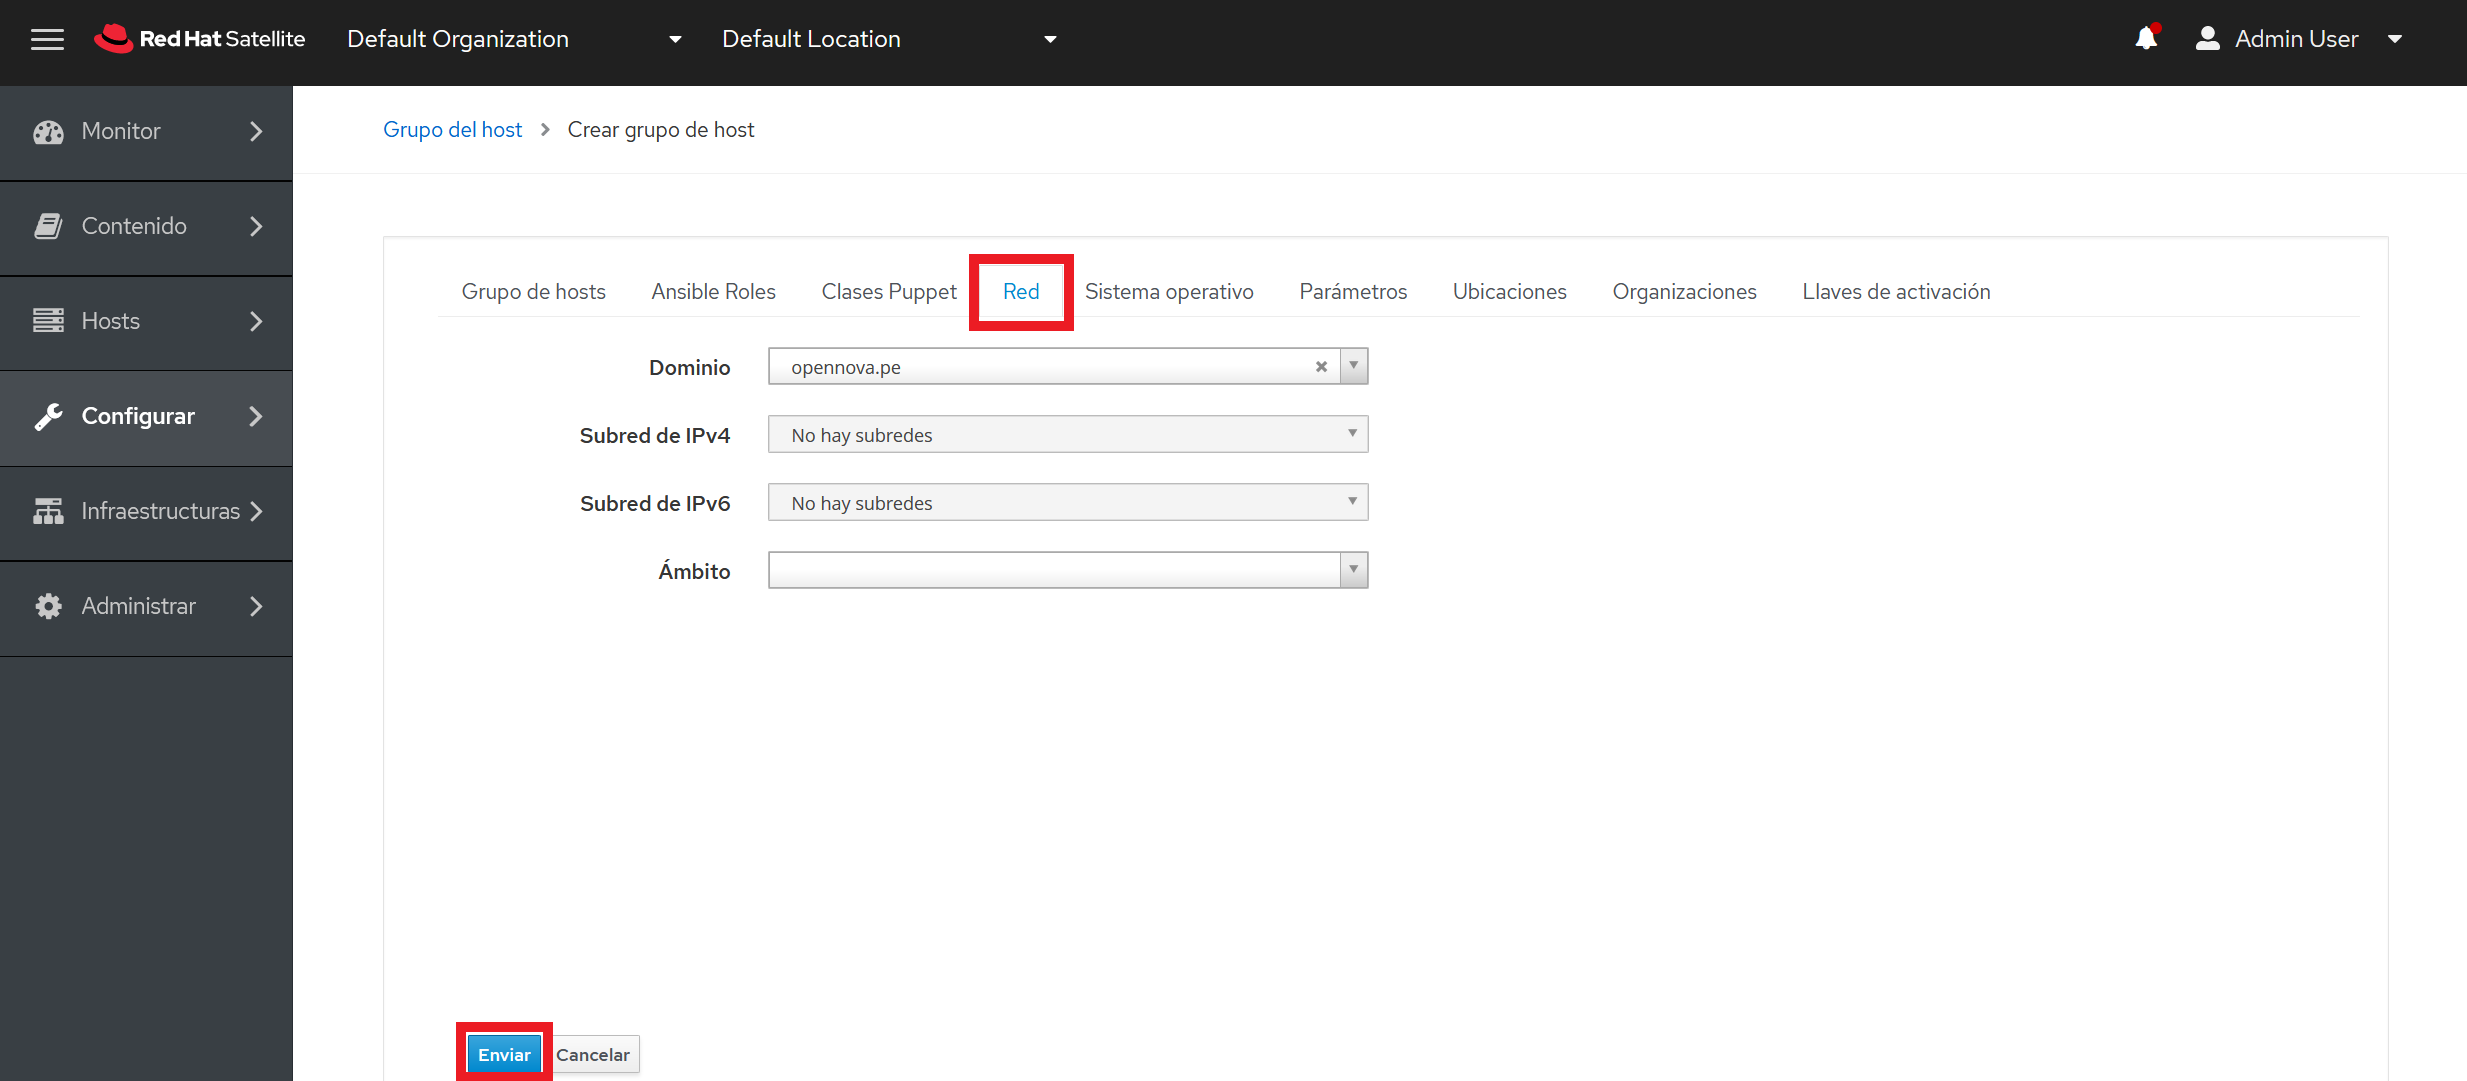 Red Hat Satellite Default Organization Default Location Admin User
Monitor
Contenido
Hosts
Configurar
Infraestructuras
Administrar
Grupo del host > Crear grupo de host
Grupo de hosts Ansible Roles Clases Puppet Red Sistema operativo Parámetros Ubicaciones Organizaciones Llaves de activación
Dominio opennova.pe
Subred de IPv4 No hay subredes
Subred de IPv6 No hay subredes
Ámbito
Enviar Cancelar